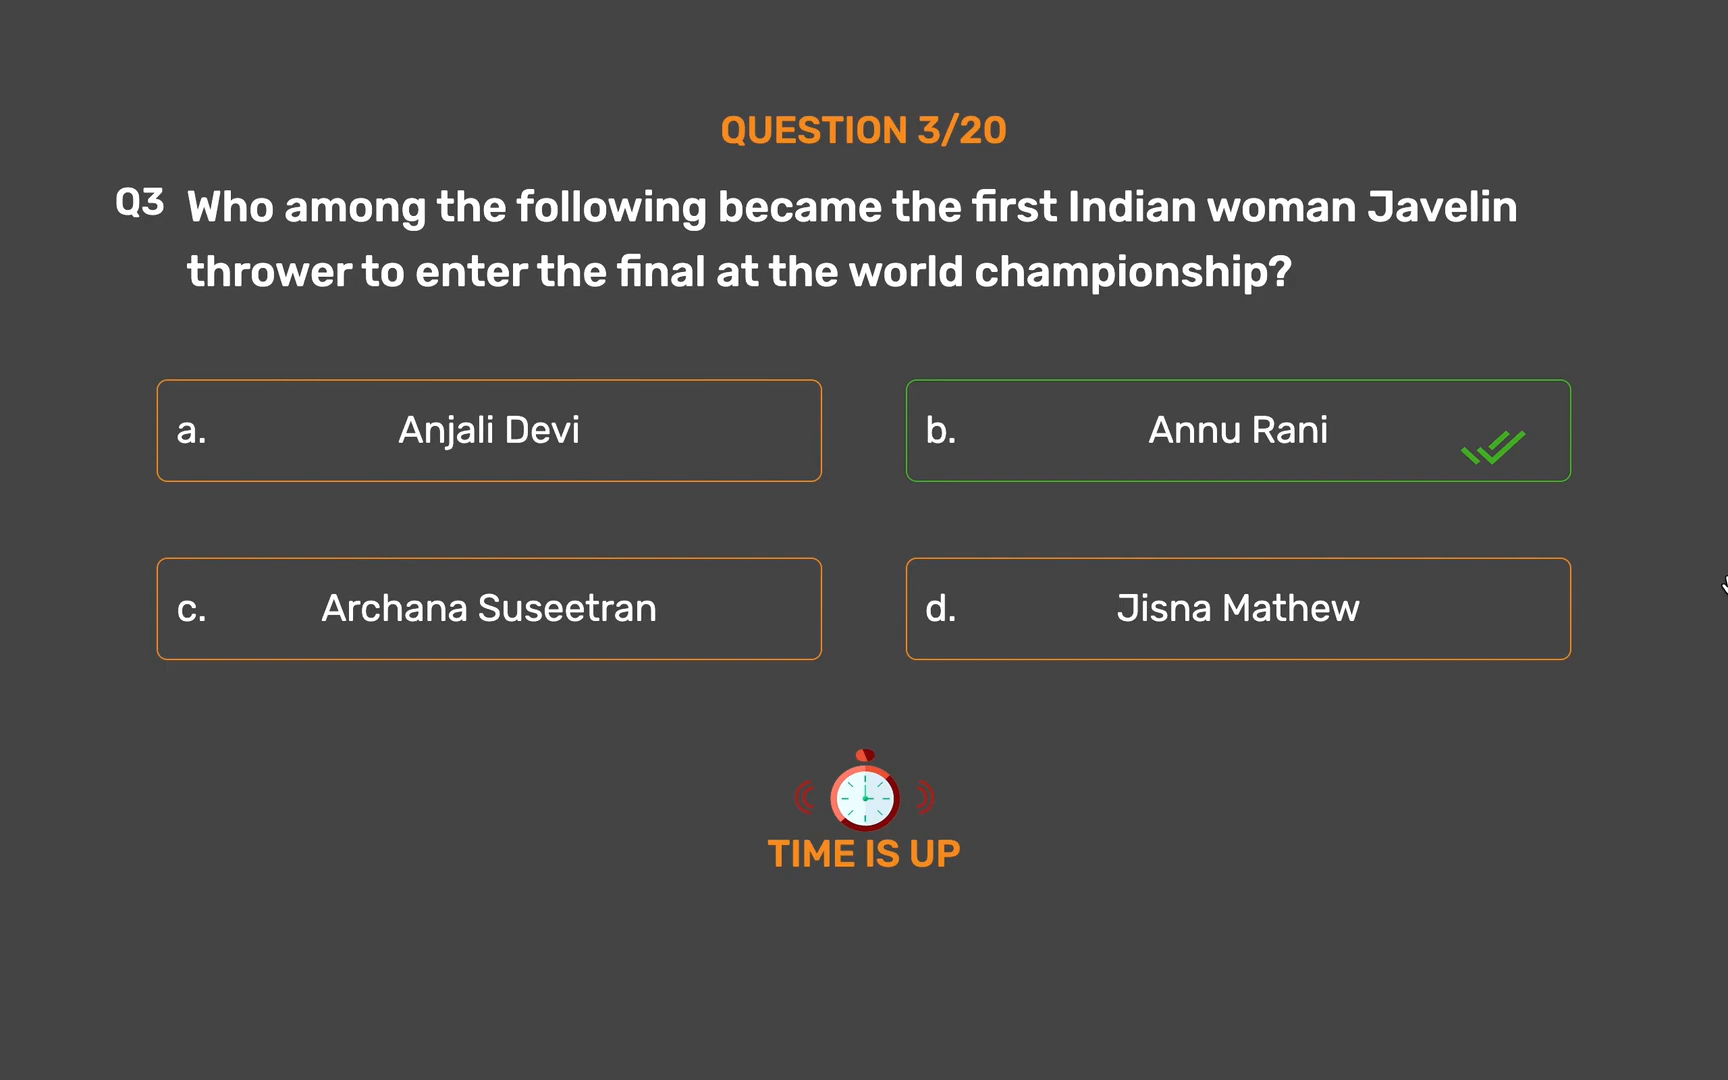 QUESTION 3/20
Q3 Who among the following became the first Indian woman Javelin
thrower to enter the final at the world championship?
a. Anjali Devi
b. Annu Rani
c. Archana Suseetran
d. Jisna Mathew
TIME IS UP